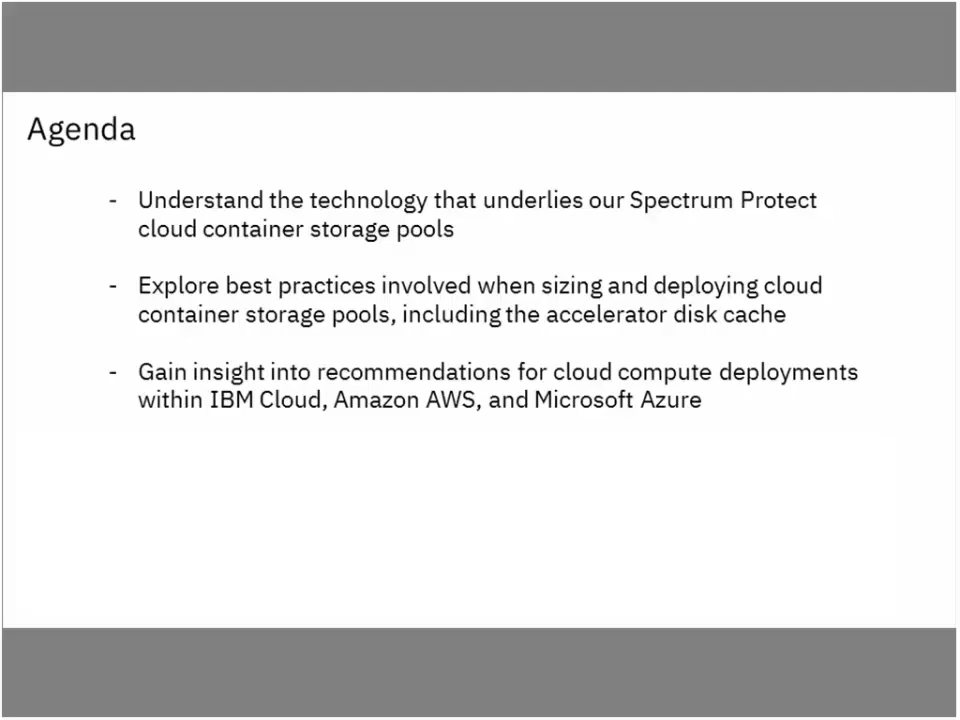 Agenda
- Understand the technology that underlies our Spectrum Protect
cloud container storage pools
- Explore best practices involved when sizing and deploying cloud
container storage pools, including the accelerator disk cache
- Gain insight into recommendations for cloud compute deployments
within IBM Cloud, Amazon AWS, and Microsoft Azure